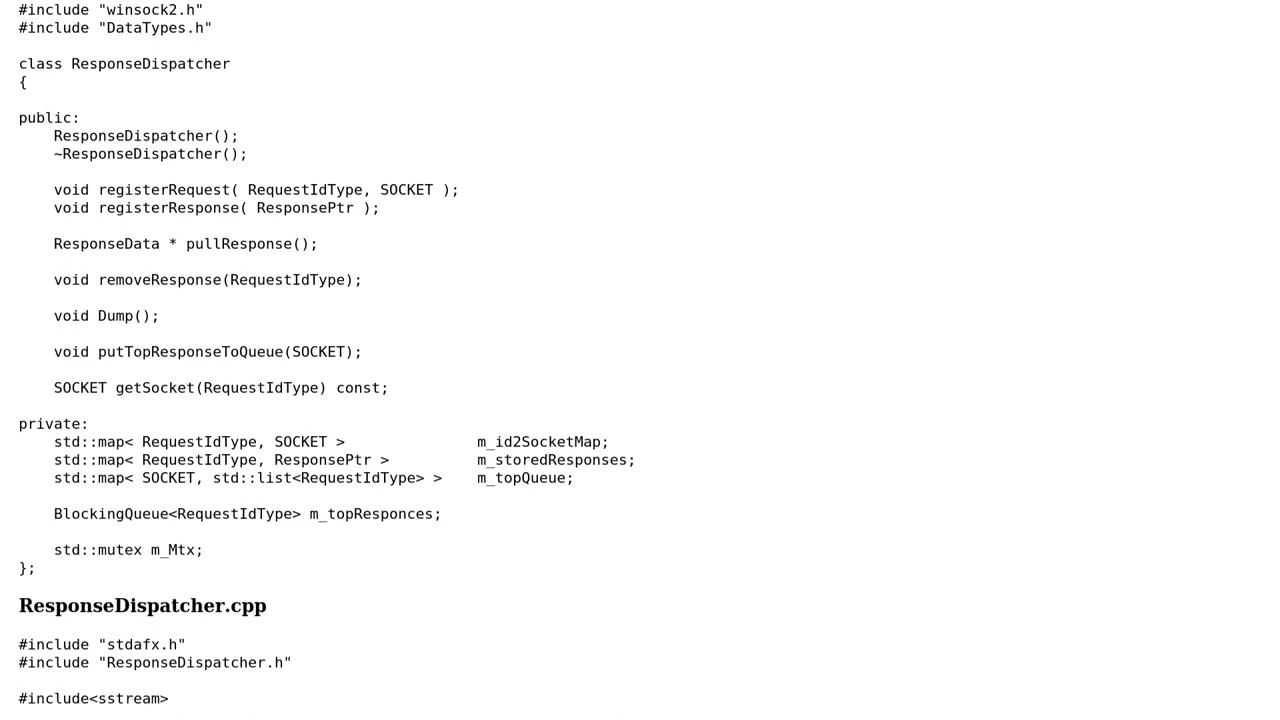 #include "winsock2.h"
#include "DataTypes.h"
class ResponseDispatcher
{
public:
    ResponseDispatcher();
    ~ResponseDispatcher();
    void registerRequest( RequestIdType, SOCKET );
    void registerResponse( ResponsePtr );
    ResponseData * pullResponse();
    void removeResponse(RequestIdType);
    void Dump();
    void putTopResponseToQueue(SOCKET);
    SOCKET getSocket(RequestIdType) const;
private:
    std::map< RequestIdType, SOCKET >               m_id2SocketMap;
    std::map< RequestIdType, ResponsePtr >          m_storedResponses;
    std::map< SOCKET, std::list<RequestIdType> >    m_topQueue;
    BlockingQueue<RequestIdType> m_topResponces;
    std::mutex m_Mtx;
};
ResponseDispatcher.cpp
#include "stdafx.h"
#include "ResponseDispatcher.h"
#include<sstream>